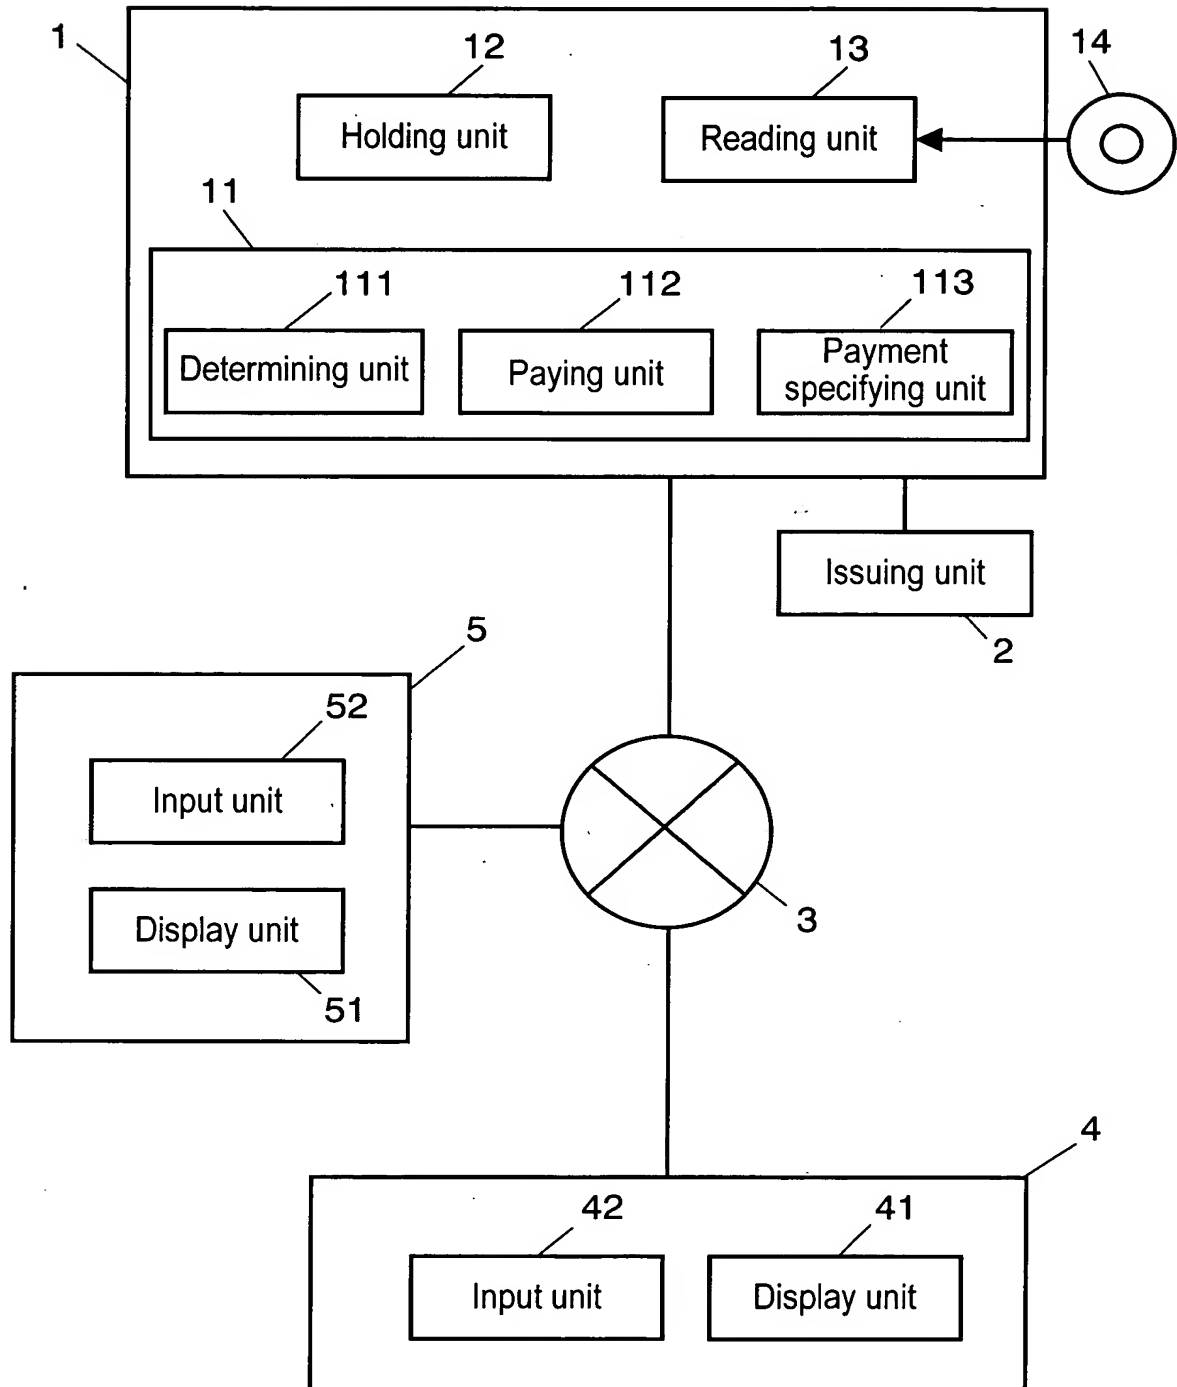 1
12
13
14
Holding unit
Reading unit
11
111
112
113
Determining unit
Paying unit
Payment
specifying unit
Issuing unit
2
5
52
Input unit
3
Display unit
51
4
42
41
Input unit
Display unit